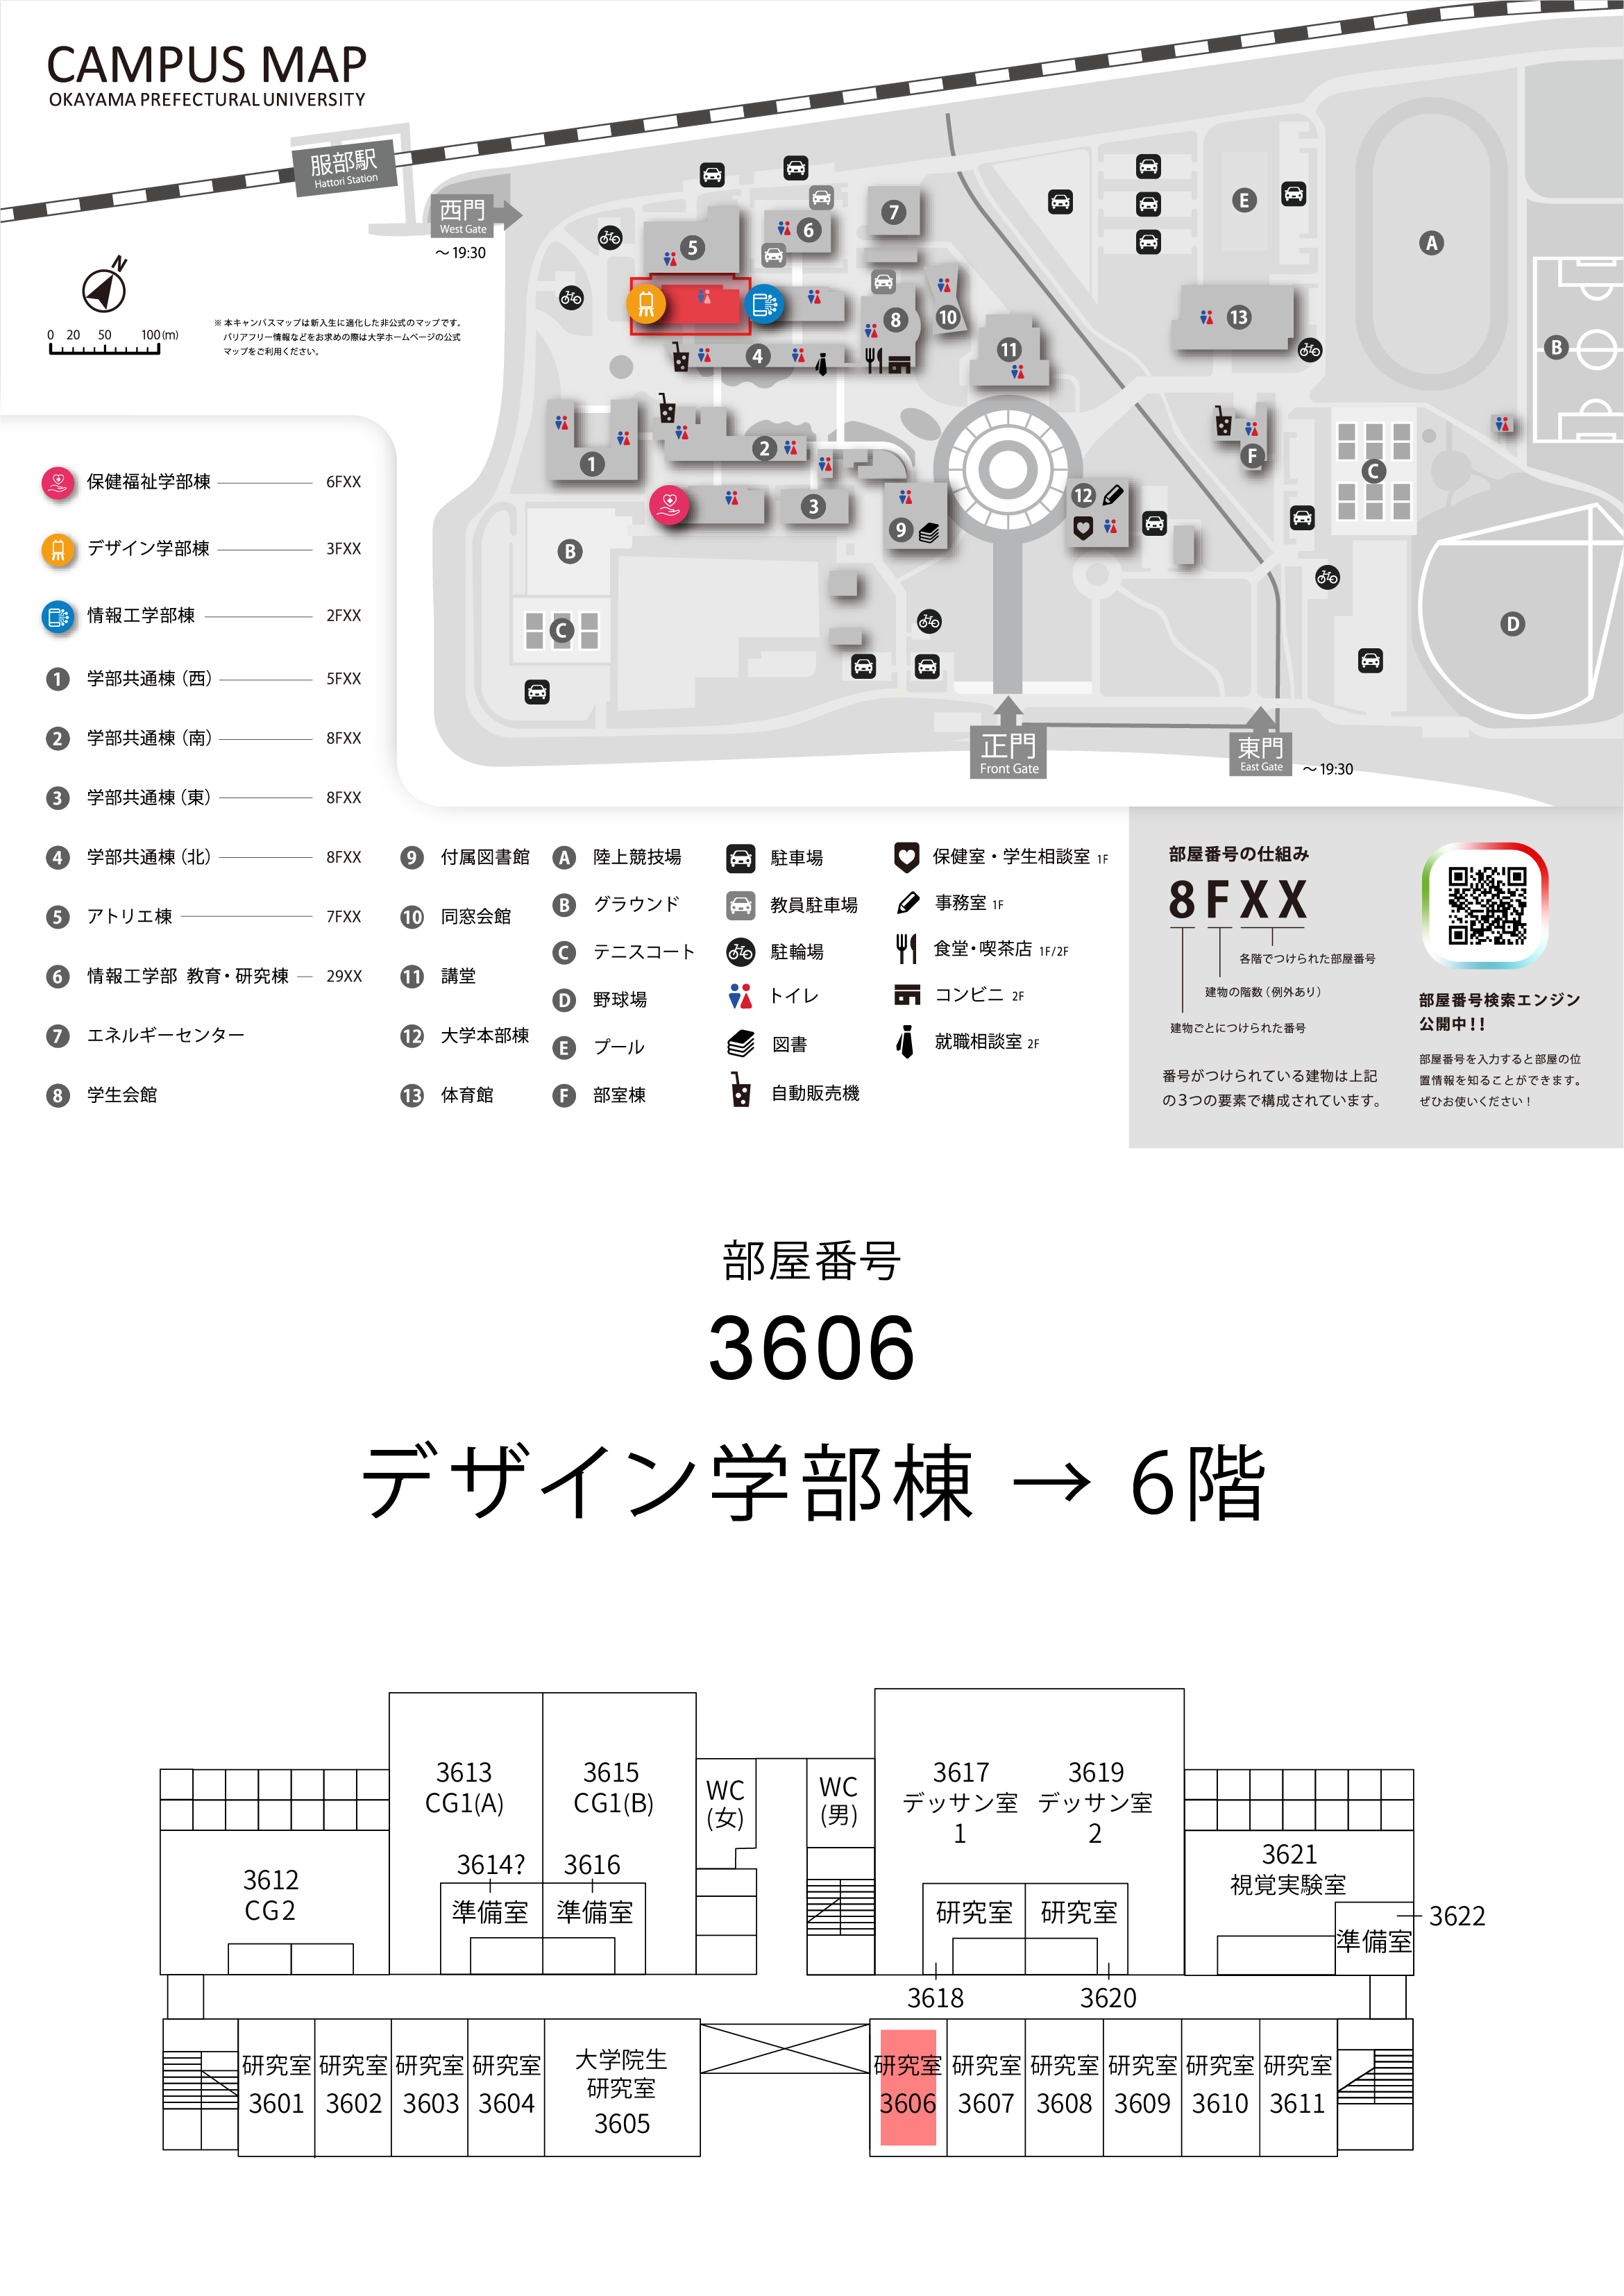 CAMPUS MAP
OKAYAMA PREFECTURAL UNIVERSITY
服部駅
Hattori Station
西門
West Gate
～19:30
N
0 20 50 100(m)
※ 本キャンパスマップは新入生に適化した非公式のマップです。
バリアフリー情報などをお求めの際は大学ホームページの公式
マップをご利用ください。
7
6
5
E
A
8
10
13
11
4
B
2
1
F
C
3
9
12
B
C
D
正門
Front Gate
東門
East Gate
～19:30
保健福祉学部棟 6FXX
デザイン学部棟 3FXX
情報工学部棟 2FXX
1 学部共通棟（西） 5FXX
2 学部共通棟（南） 8FXX
3 学部共通棟（東） 8FXX
4 学部共通棟（北） 8FXX
5 アトリエ棟 7FXX
6 情報工学部 教育・研究棟 29XX
7 エネルギーセンター
8 学生会館
9 付属図書館
10 同窓会館
11 講堂
12 大学本部棟
13 体育館
A 陸上競技場
B グラウンド
C テニスコート
D 野球場
E プール
F 部室棟
駐車場
教員駐車場
駐輪場
トイレ
図書
自動販売機
保健室・学生相談室 1F
事務室 1F
食堂・喫茶店 1F/2F
コンビニ 2F
就職相談室 2F
部屋番号の仕組み
8FXX
各階でつけられた部屋番号
建物の階数（例外あり）
建物ごとにつけられた番号
番号がつけられている建物は上記
の3つの要素で構成されています。
部屋番号検索エンジン
公開中！！
部屋番号を入力すると部屋の位
置情報を知ることができます。
ぜひお使いください！
部屋番号
3606
デザイン学部棟 → 6階
3613
CG1(A)
3615
CG1(B)
WC
(女)
WC
(男)
3617
デッサン室
1
3619
デッサン室
2
3612
CG2
3614?
準備室
3616
準備室
研究室
研究室
3621
視覚実験室
3622
準備室
3618
3620
研究室
3601
研究室
3602
研究室
3603
研究室
3604
大学院生
研究室
3605
研究室
3606
研究室
3607
研究室
3608
研究室
3609
研究室
3610
研究室
3611